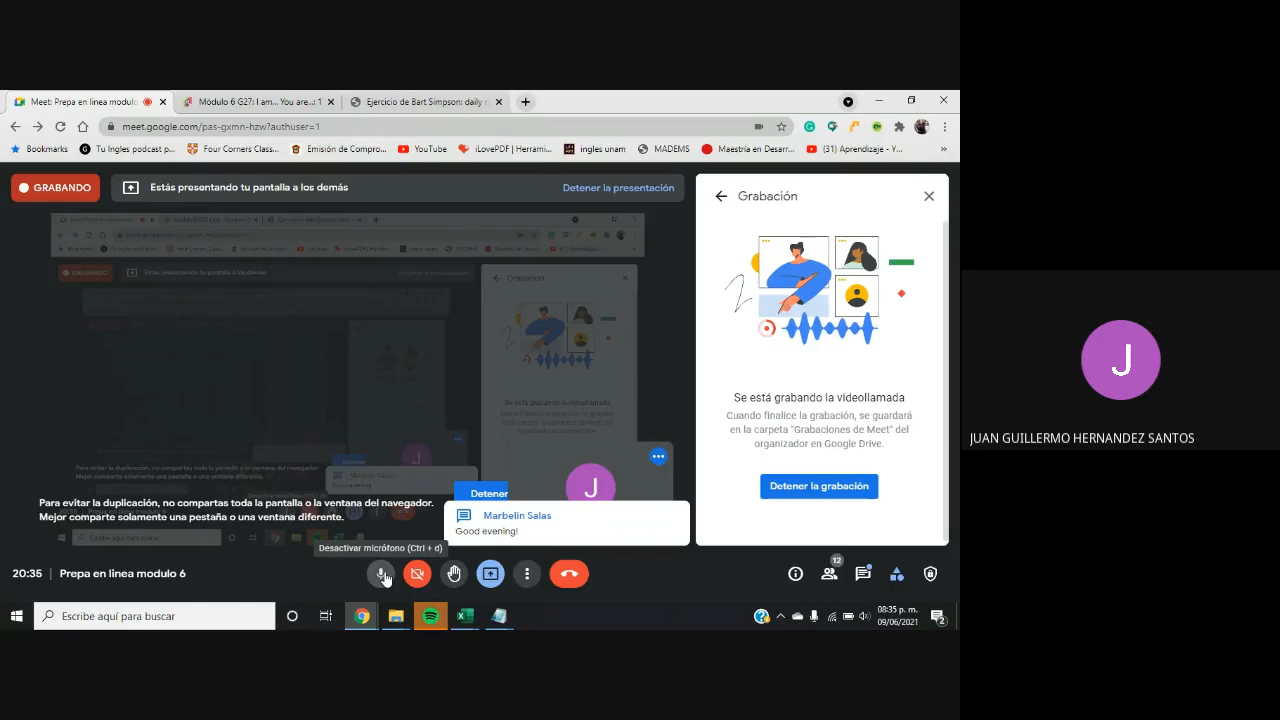 Meet: Prepa en linea modulo
Módulo 6 G27: I am... You are...: 1
Ejercicio de Bart Simpson: daily r
meet.google.com/pas-gxmn-hzw?authuser=1
Bookmarks
Tu Ingles podcast p...
Four Corners Class...
Emisión de Compro...
YouTube
iLovePDF | Herrami...
ingles unam
MADEMS
Maestría en Desarr...
(31) Aprendizaje - Y...
»
GRABANDO
Estás presentando tu pantalla a los demás
Detener la presentación
Grabación
Se está grabando la videollamada
Cuando finalice la grabación, se guardará
en la carpeta "Grabaciones de Meet" del
organizador en Google Drive.
Detener la grabación
J
Detener
Para evitar la duplicación, no compartas toda la pantalla o la ventana del navegador.
Mejor comparte solamente una pestaña o una ventana diferente.
Marbelin Salas
Good evening!
Desactivar micrófono (Ctrl + d)
20:35 | Prepa en linea modulo 6
12
Escribe aquí para buscar
08:35 p. m.
09/06/2021
2
J
JUAN GUILLERMO HERNANDEZ SANTOS